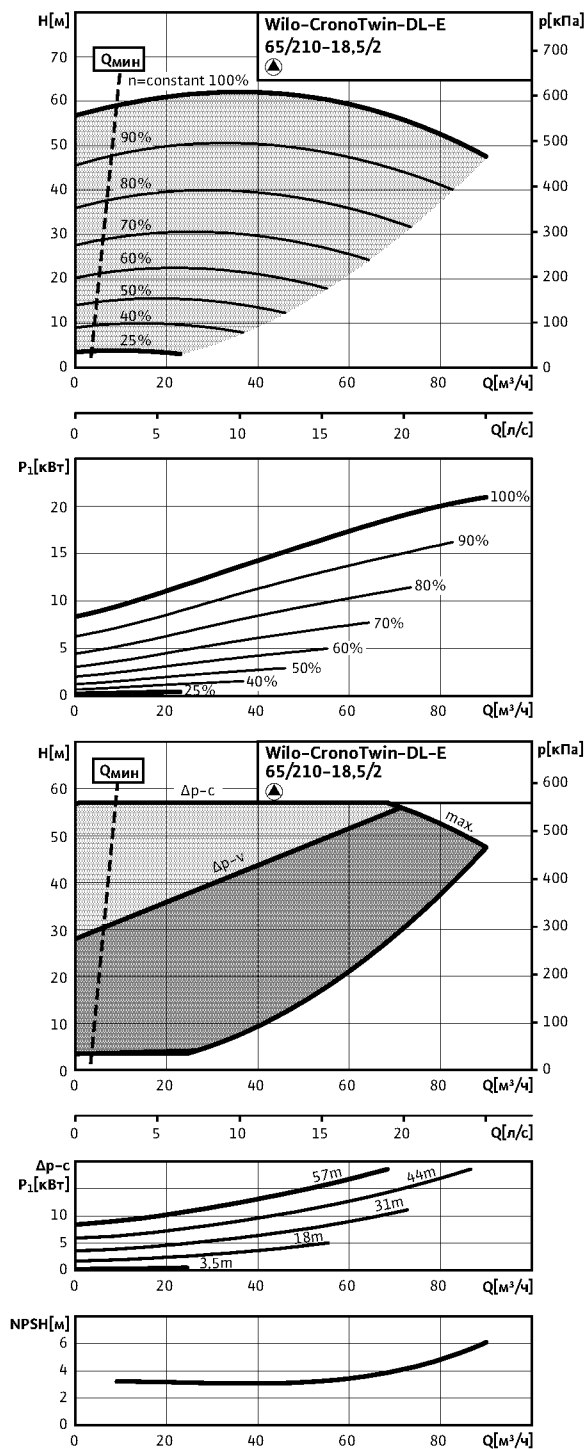 H[м]
Wilo-CronoTwin-DL-E
65/210-18,5/2
p[кПа]
Qмин
n=constant 100%
90%
80%
70%
60%
50%
40%
25%
70
60
50
40
30
20
10
0
700
600
500
400
300
200
100
0
0 20 40 60 80 Q[м³/ч]
0 5 10 15 20 Q[л/с]
P₁[кВт]
20
15
10
5
0
100%
90%
80%
70%
60%
50%
40%
25%
0 20 40 60 80 Q[м³/ч]
H[м]
Wilo-CronoTwin-DL-E
65/210-18,5/2
p[кПа]
Qмин
Δp-c
Δp-v
max.
60
50
40
30
20
10
0
600
500
400
300
200
100
0
0 20 40 60 80 Q[м³/ч]
0 5 10 15 20 Q[л/с]
Δp-c
P₁[кВт]
10
5
0
57m
44m
31m
18m
3,5m
0 20 40 60 80 Q[м³/ч]
NPSH[м]
6
4
2
0
0 20 40 60 80 Q[м³/ч]